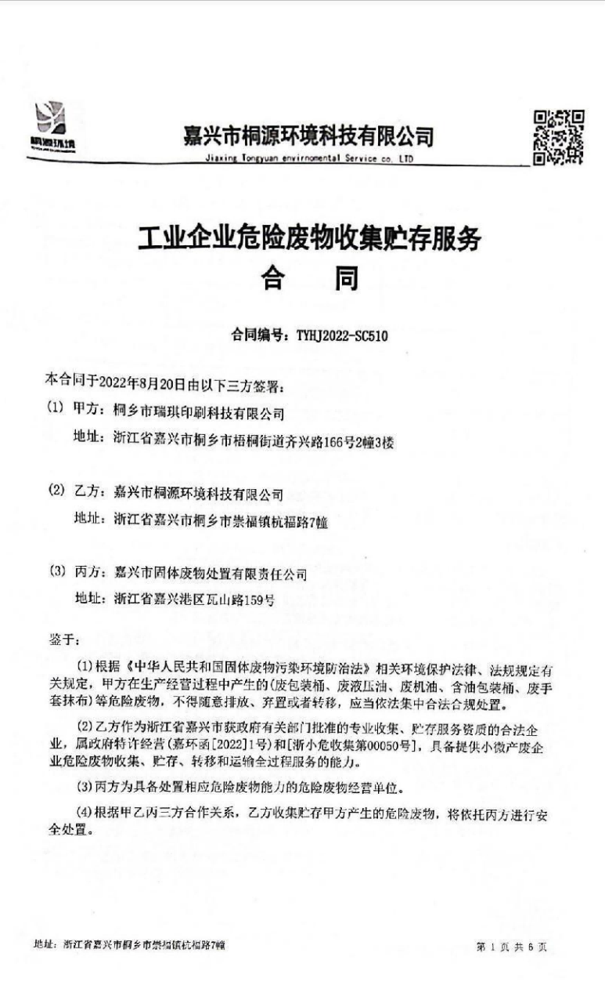 桐源环境
嘉兴市桐源环境科技有限公司
Jiaxing Tongyuan envirnomental Service co. LTD
工业企业危险废物收集贮存服务
合 同
合同编号：TYHJ2022-SC510
本合同于2022年8月20日由以下三方签署：
(1) 甲方：桐乡市瑞琪印刷科技有限公司
地址：浙江省嘉兴市桐乡市梧桐街道齐兴路166号2幢3楼
(2) 乙方：嘉兴市桐源环境科技有限公司
地址：浙江省嘉兴市桐乡市崇福镇杭福路7幢
(3) 丙方：嘉兴市固体废物处置有限责任公司
地址：浙江省嘉兴港区瓦山路159号
鉴于：
(1)根据《中华人民共和国固体废物污染环境防治法》相关环境保护法律、法规规定有
关规定，甲方在生产经营过程中产生的(废包装桶、废液压油、废机油、含油包装桶、废手
套抹布)等危险废物，不得随意排放、弃置或者转移，应当依法集中合法合规处置。
(2)乙方作为浙江省嘉兴市获政府有关部门批准的专业收集、贮存服务资质的合法企
业，属政府特许经营(嘉环函[2022]1号)和[浙小危收集第00050号]，具备提供小微产废企
业危险废物收集、贮存、转移和运输全过程服务的能力。
(3)丙方为具备处置相应危险废物能力的危险废物经营单位。
(4)根据甲乙丙三方合作关系，乙方收集贮存甲方产生的危险废物，将依托丙方进行安
全处置。
地址：浙江省嘉兴市桐乡市崇福镇杭福路7幢
第 1 页 共 6 页